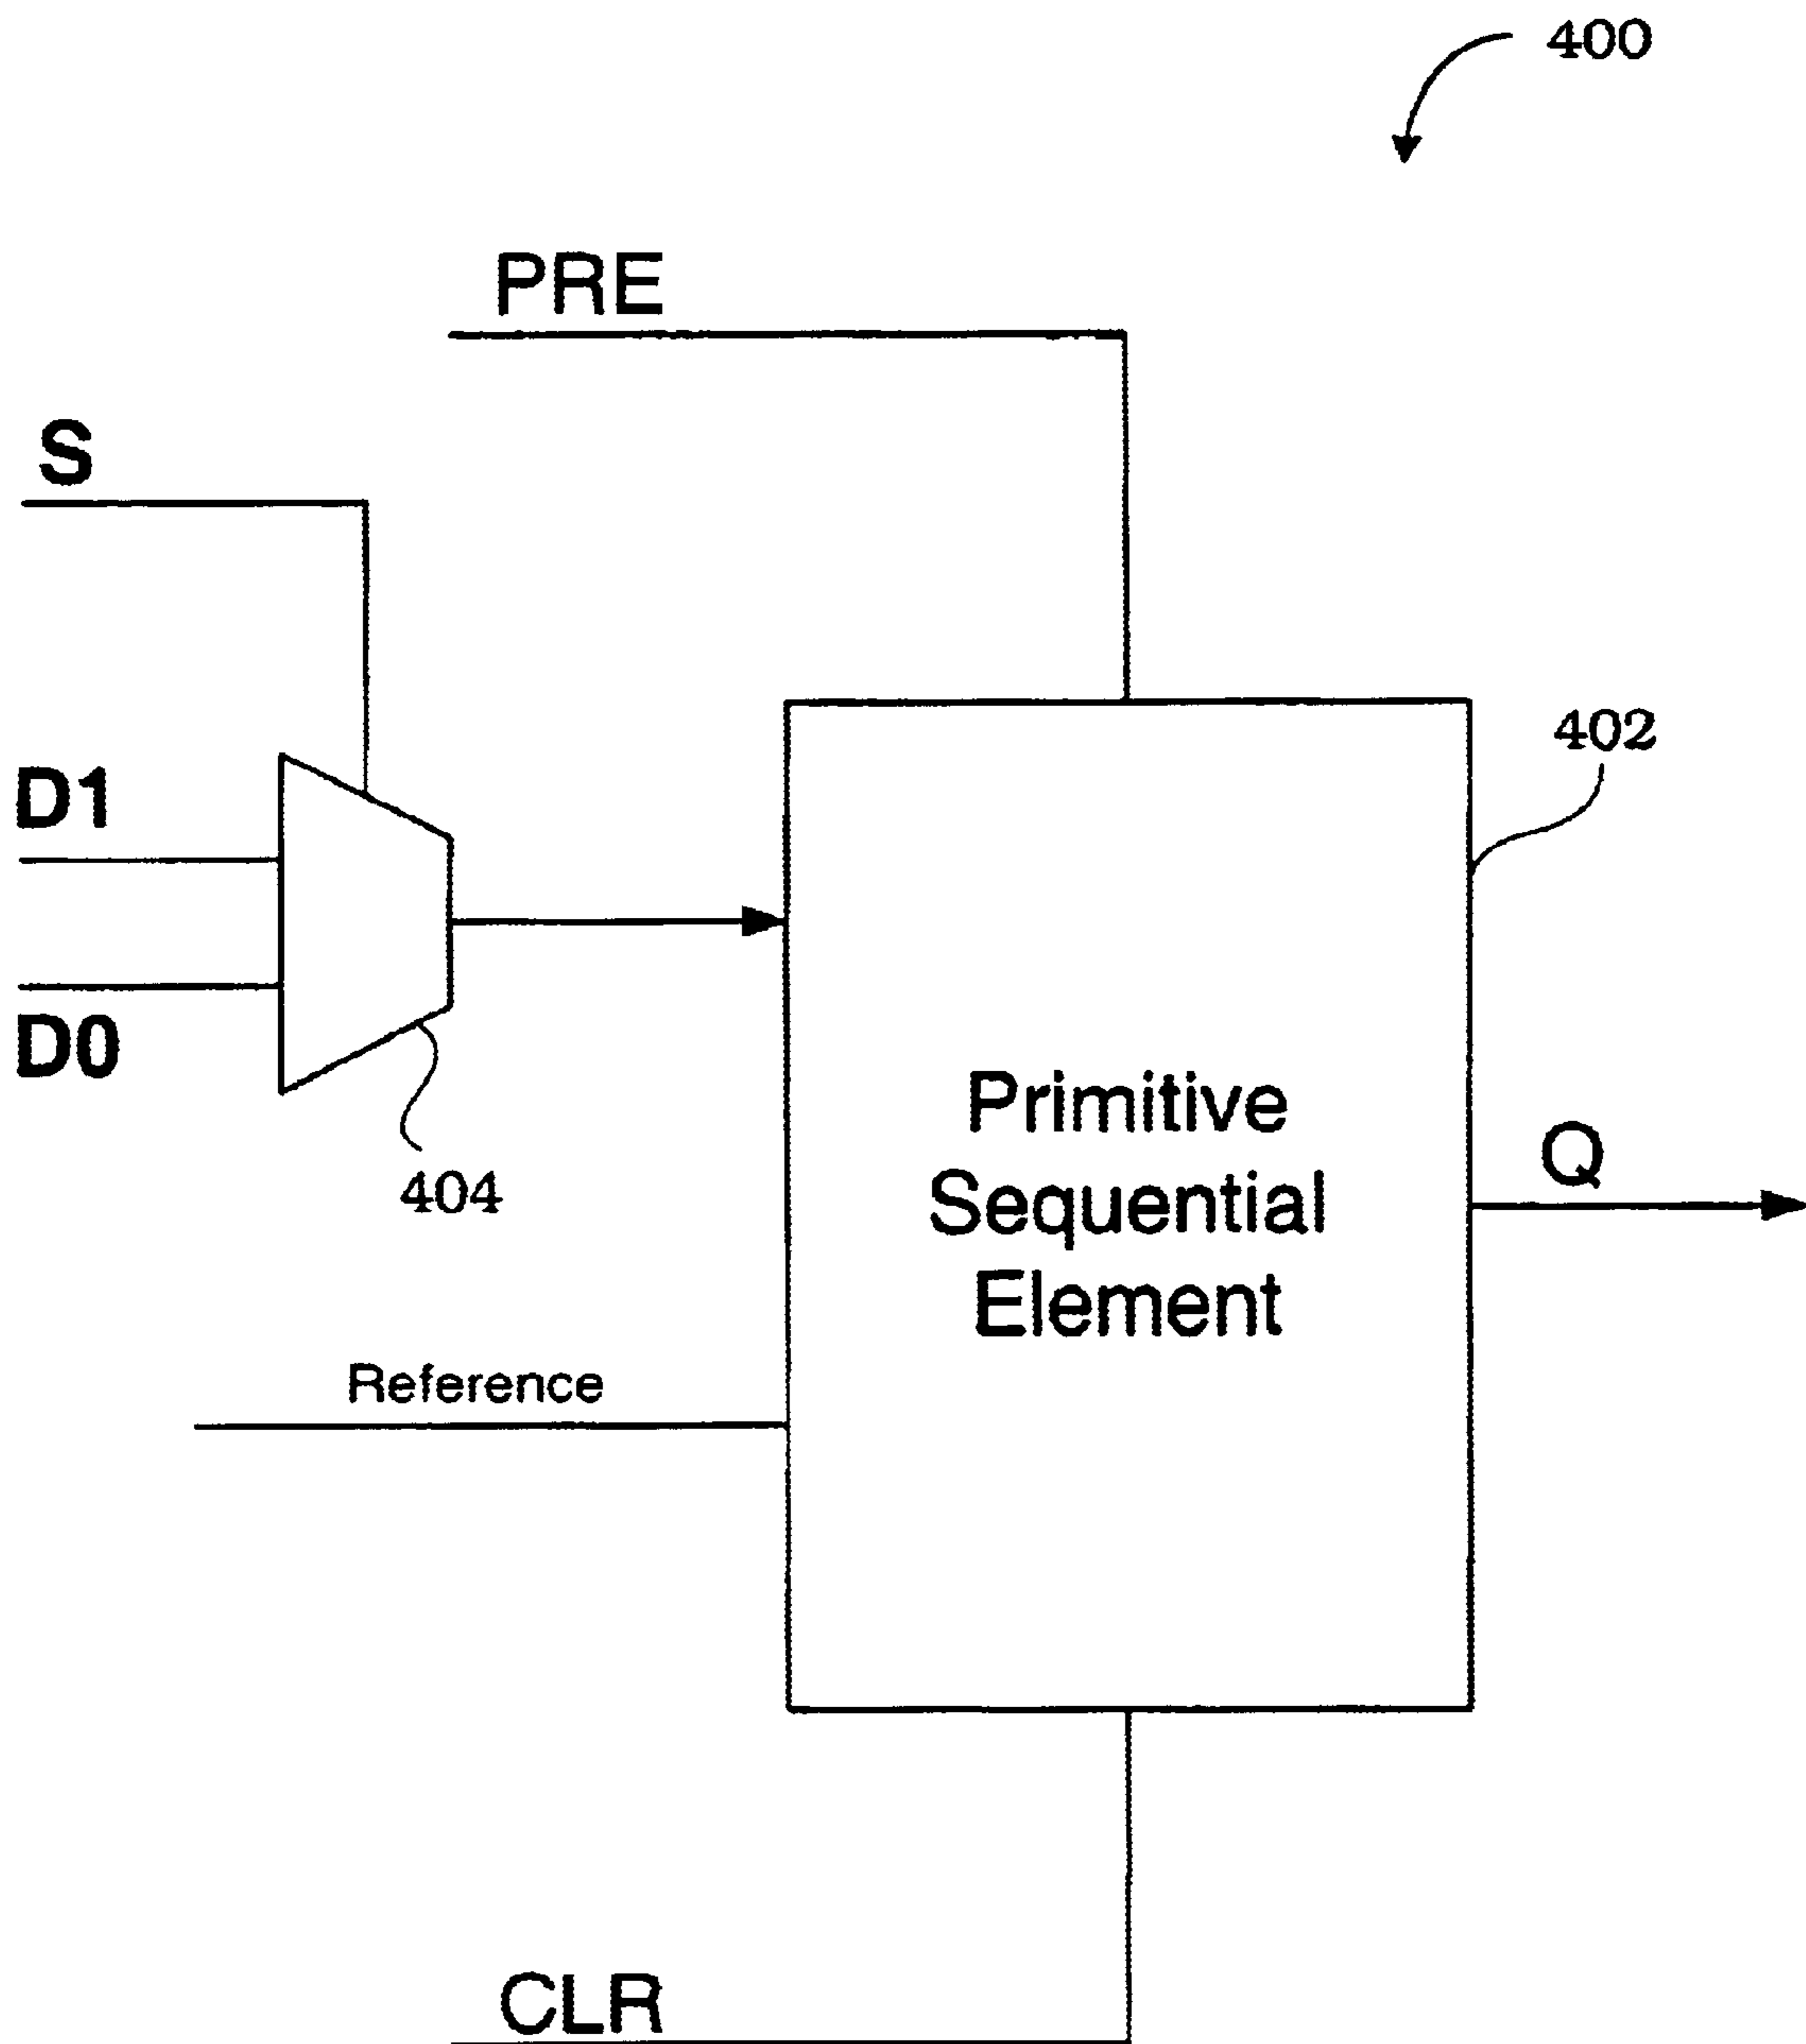 400
PRE
S
402
D1
D0
Primitive
Sequential
Element
Q
404
Reference
CLR